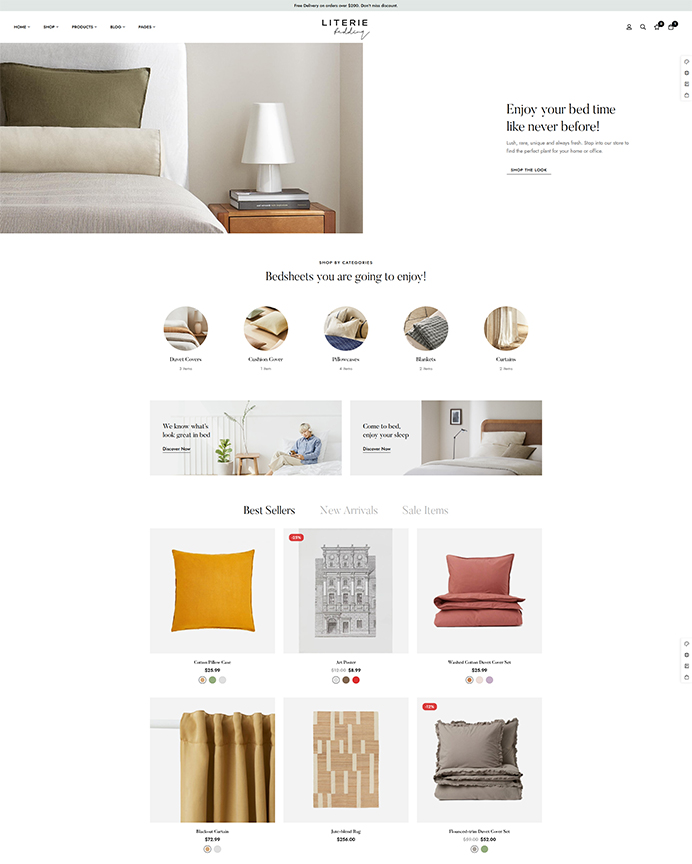 Free Delivery on orders over $200. Don't miss discount.
HOME
SHOP
PRODUCTS
BLOG
PAGES
LITERIE
Bedding
Enjoy your bed time
like never before!
Lush, rare, unique and always fresh. Step into our store to
find the perfect plant for your home or office.
SHOP THE LOOK
SHOP BY CATEGORIES
Bedsheets you are going to enjoy!
Duvet Covers
Cushion Cover
Pillowcases
Blankets
Curtains
3 items
1 item
4 items
2 items
2 items
We know what's
look great in bed
Discover Now
Come to bed,
enjoy your sleep
Discover Now
Best Sellers
New Arrivals
Sale Items
Cotton Pillow Case
$25.99
Art Poster
$12.00 $8.99
Washed Cotton Duvet Cover Set
$25.99
-12%
Blackout Curtain
$72.99
Jute-blend Rug
$256.00
Flounced-trim Duvet Cover Set
$52.00